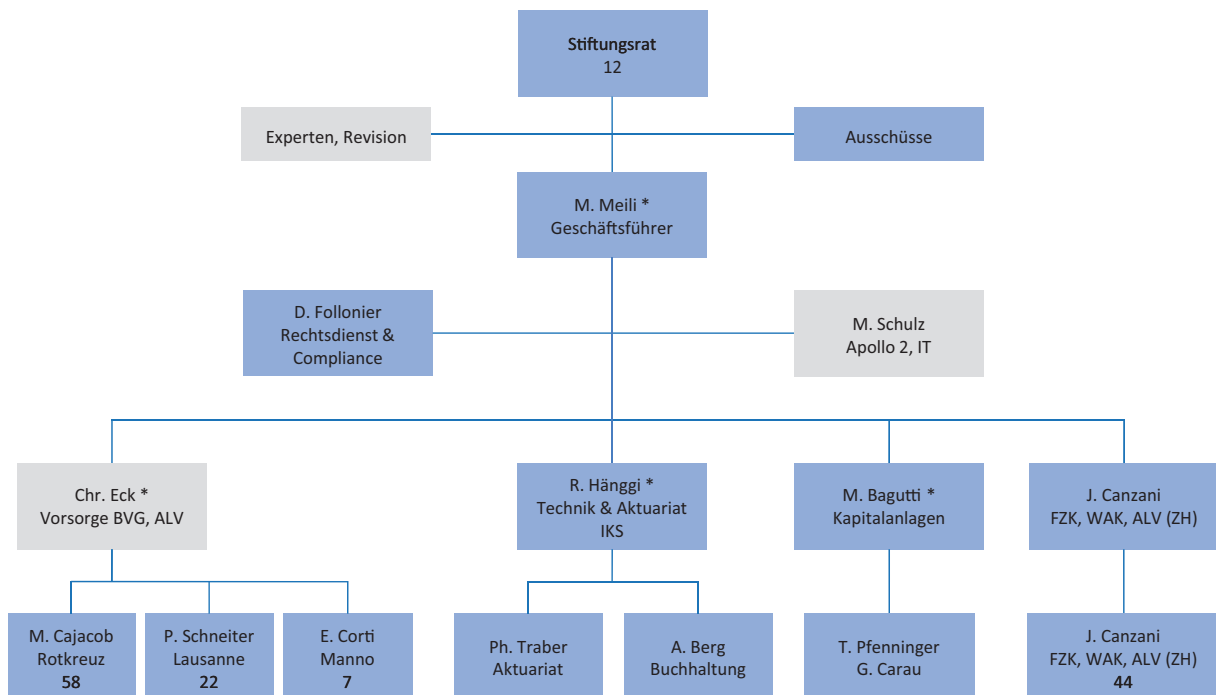 Stiftungsrat
12
Experten, Revision
Ausschüsse
M. Meili *
Geschäftsführer
D. Follonier
Rechtsdienst &
Compliance
M. Schulz
Apollo 2, IT
Chr. Eck *
Vorsorge BVG, ALV
R. Hänggi *
Technik & Aktuariat
IKS
M. Bagutti *
Kapitalanlagen
J. Canzani
FZK, WAK, ALV (ZH)
M. Cajacob
Rotkreuz
58
P. Schneiter
Lausanne
22
E. Corti
Manno
7
Ph. Traber
Aktuariat
A. Berg
Buchhaltung
T. Pfenninger
G. Carau
J. Canzani
FZK, WAK, ALV (ZH)
44